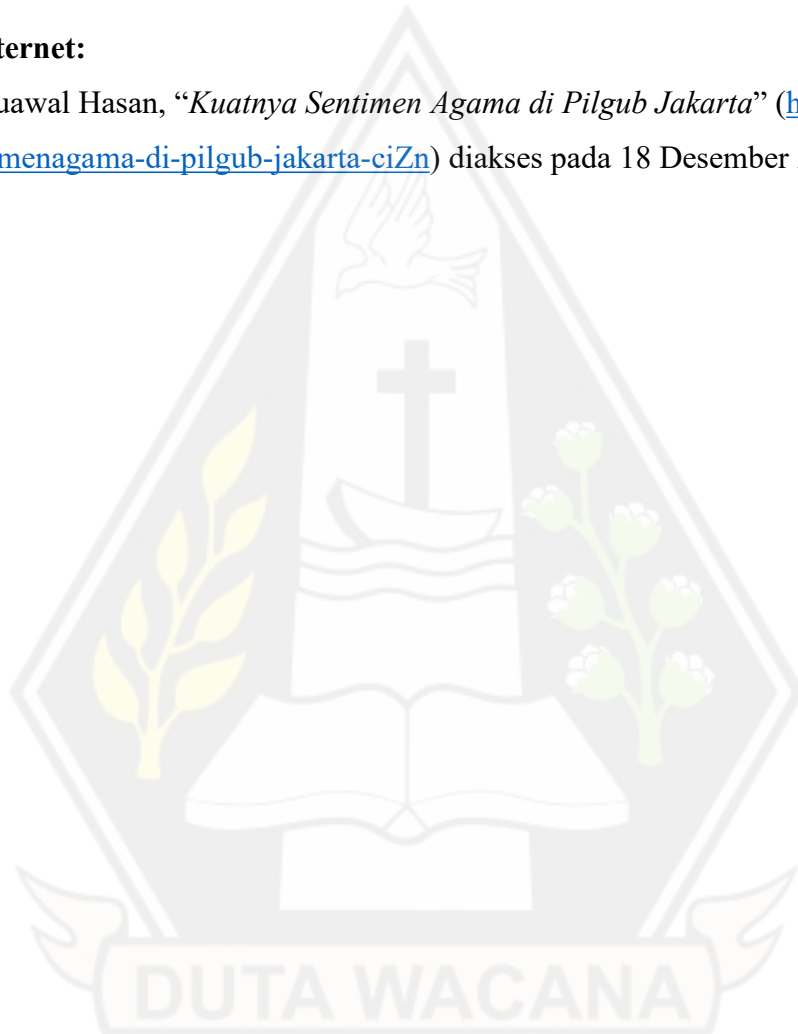 ternet:
uawal Hasan, “Kuatnya Sentimen Agama di Pilgub Jakarta” (h
menagama-di-pilgub-jakarta-ciZn) diakses pada 18 Desember
DUTA WACANA